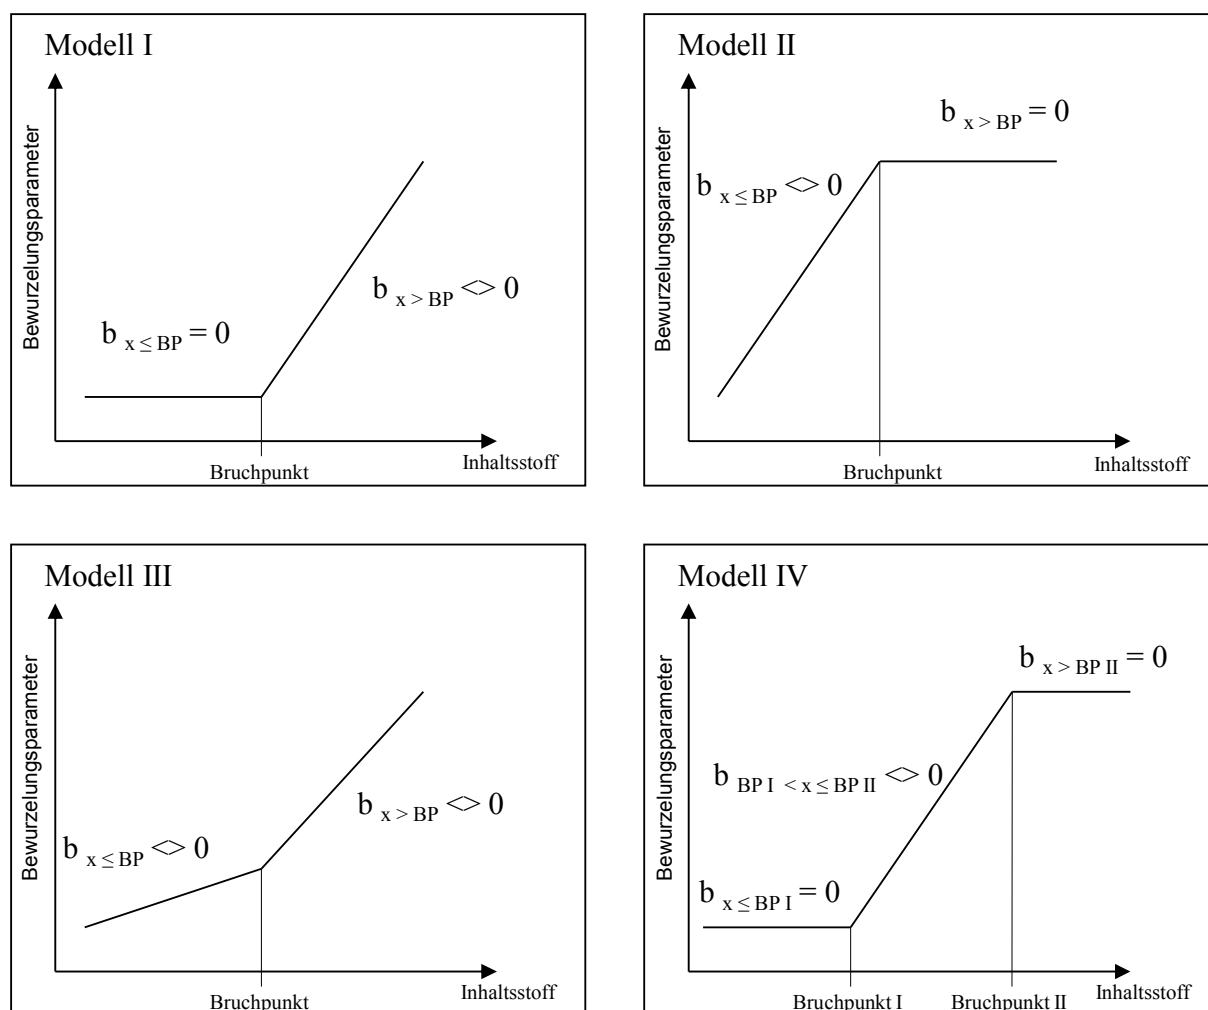 Modell I
Bewurzelungsparameter
b x ≤ BP = 0
b x > BP <> 0
Bruchpunkt
Inhaltsstoff
Modell II
Bewurzelungsparameter
b x > BP = 0
b x ≤ BP <> 0
Bruchpunkt
Inhaltsstoff
Modell III
Bewurzelungsparameter
b x ≤ BP <> 0
b x > BP <> 0
Bruchpunkt
Inhaltsstoff
Modell IV
Bewurzelungsparameter
b x > BP II = 0
b BP I < x ≤ BP II <> 0
b x ≤ BP I = 0
Bruchpunkt I
Bruchpunkt II
Inhaltsstoff